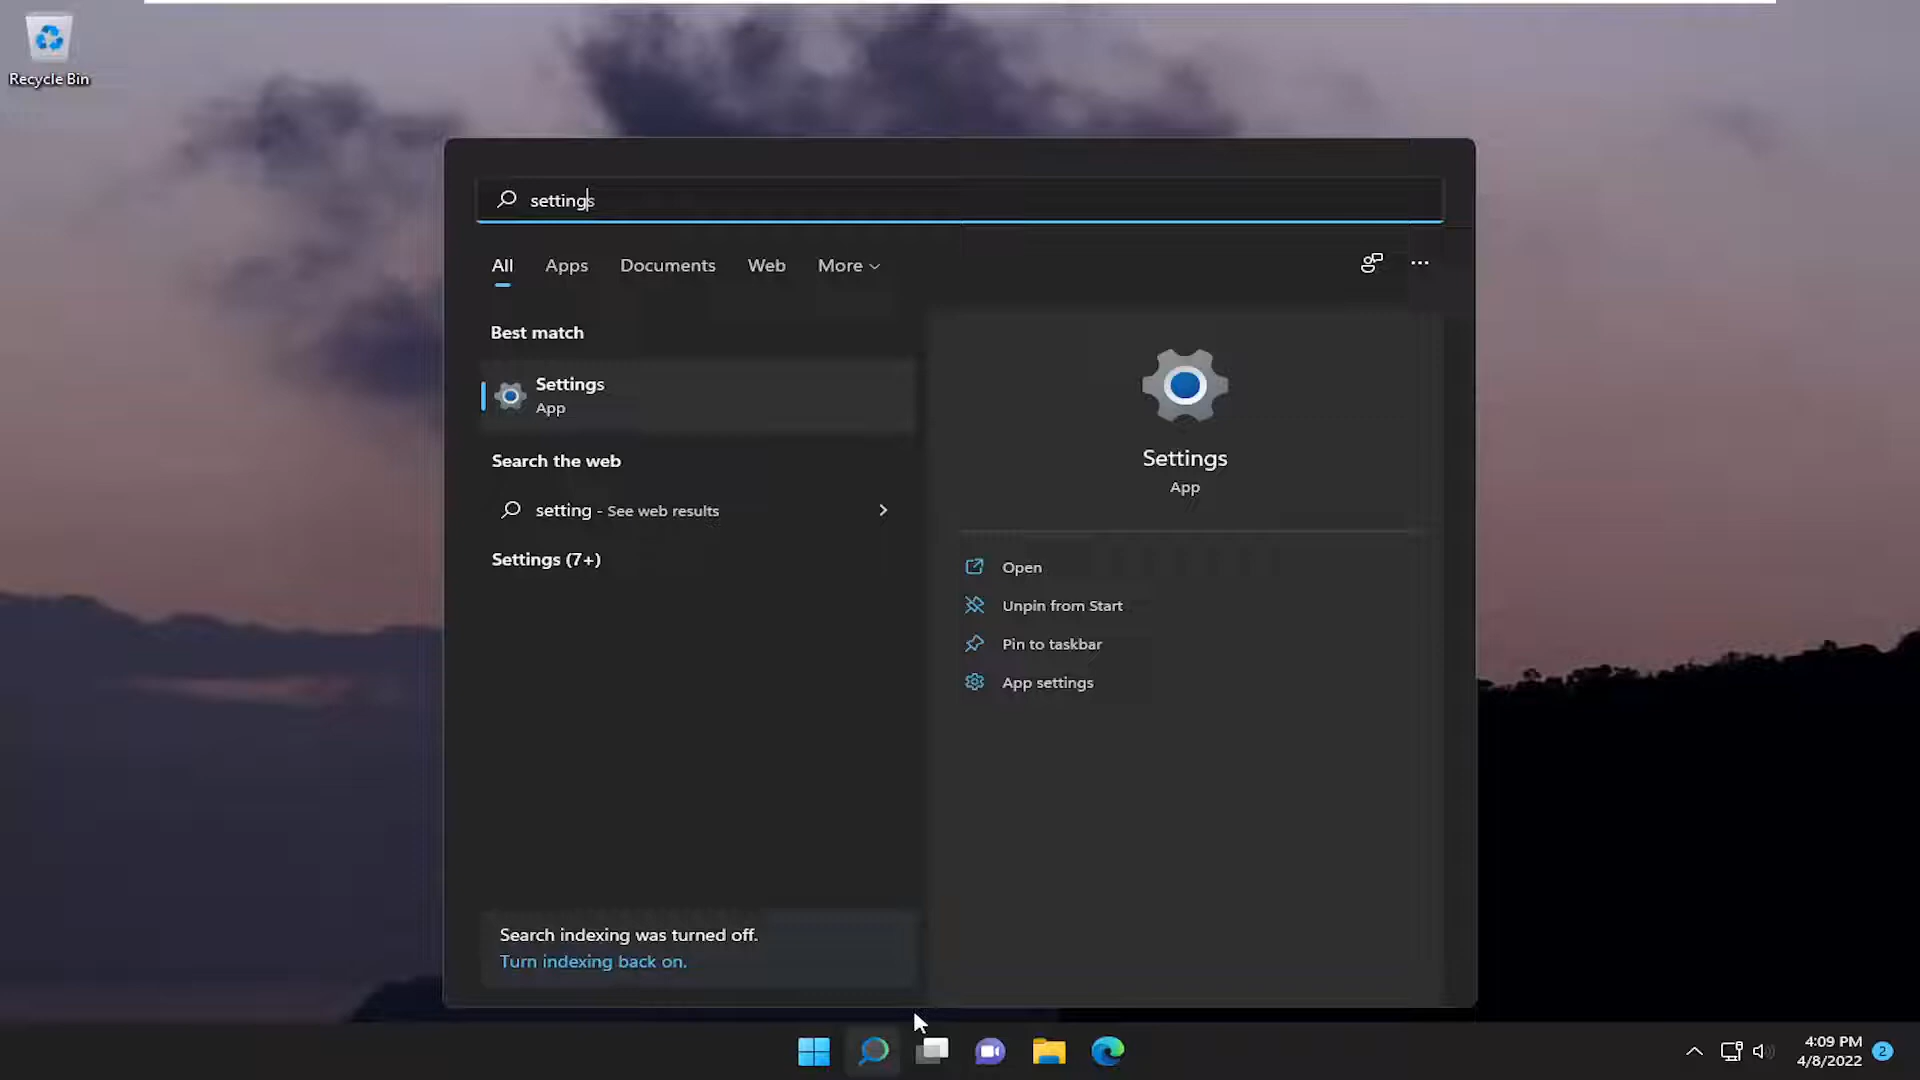 Recycle Bin
settings
All Apps Documents Web More
Best match
Settings
App
Search the web
setting - See web results
Settings (7+)
Settings
App
Open
Unpin from Start
Pin to taskbar
App settings
Search indexing was turned off.
Turn indexing back on.
4:09 PM
4/8/2022
2